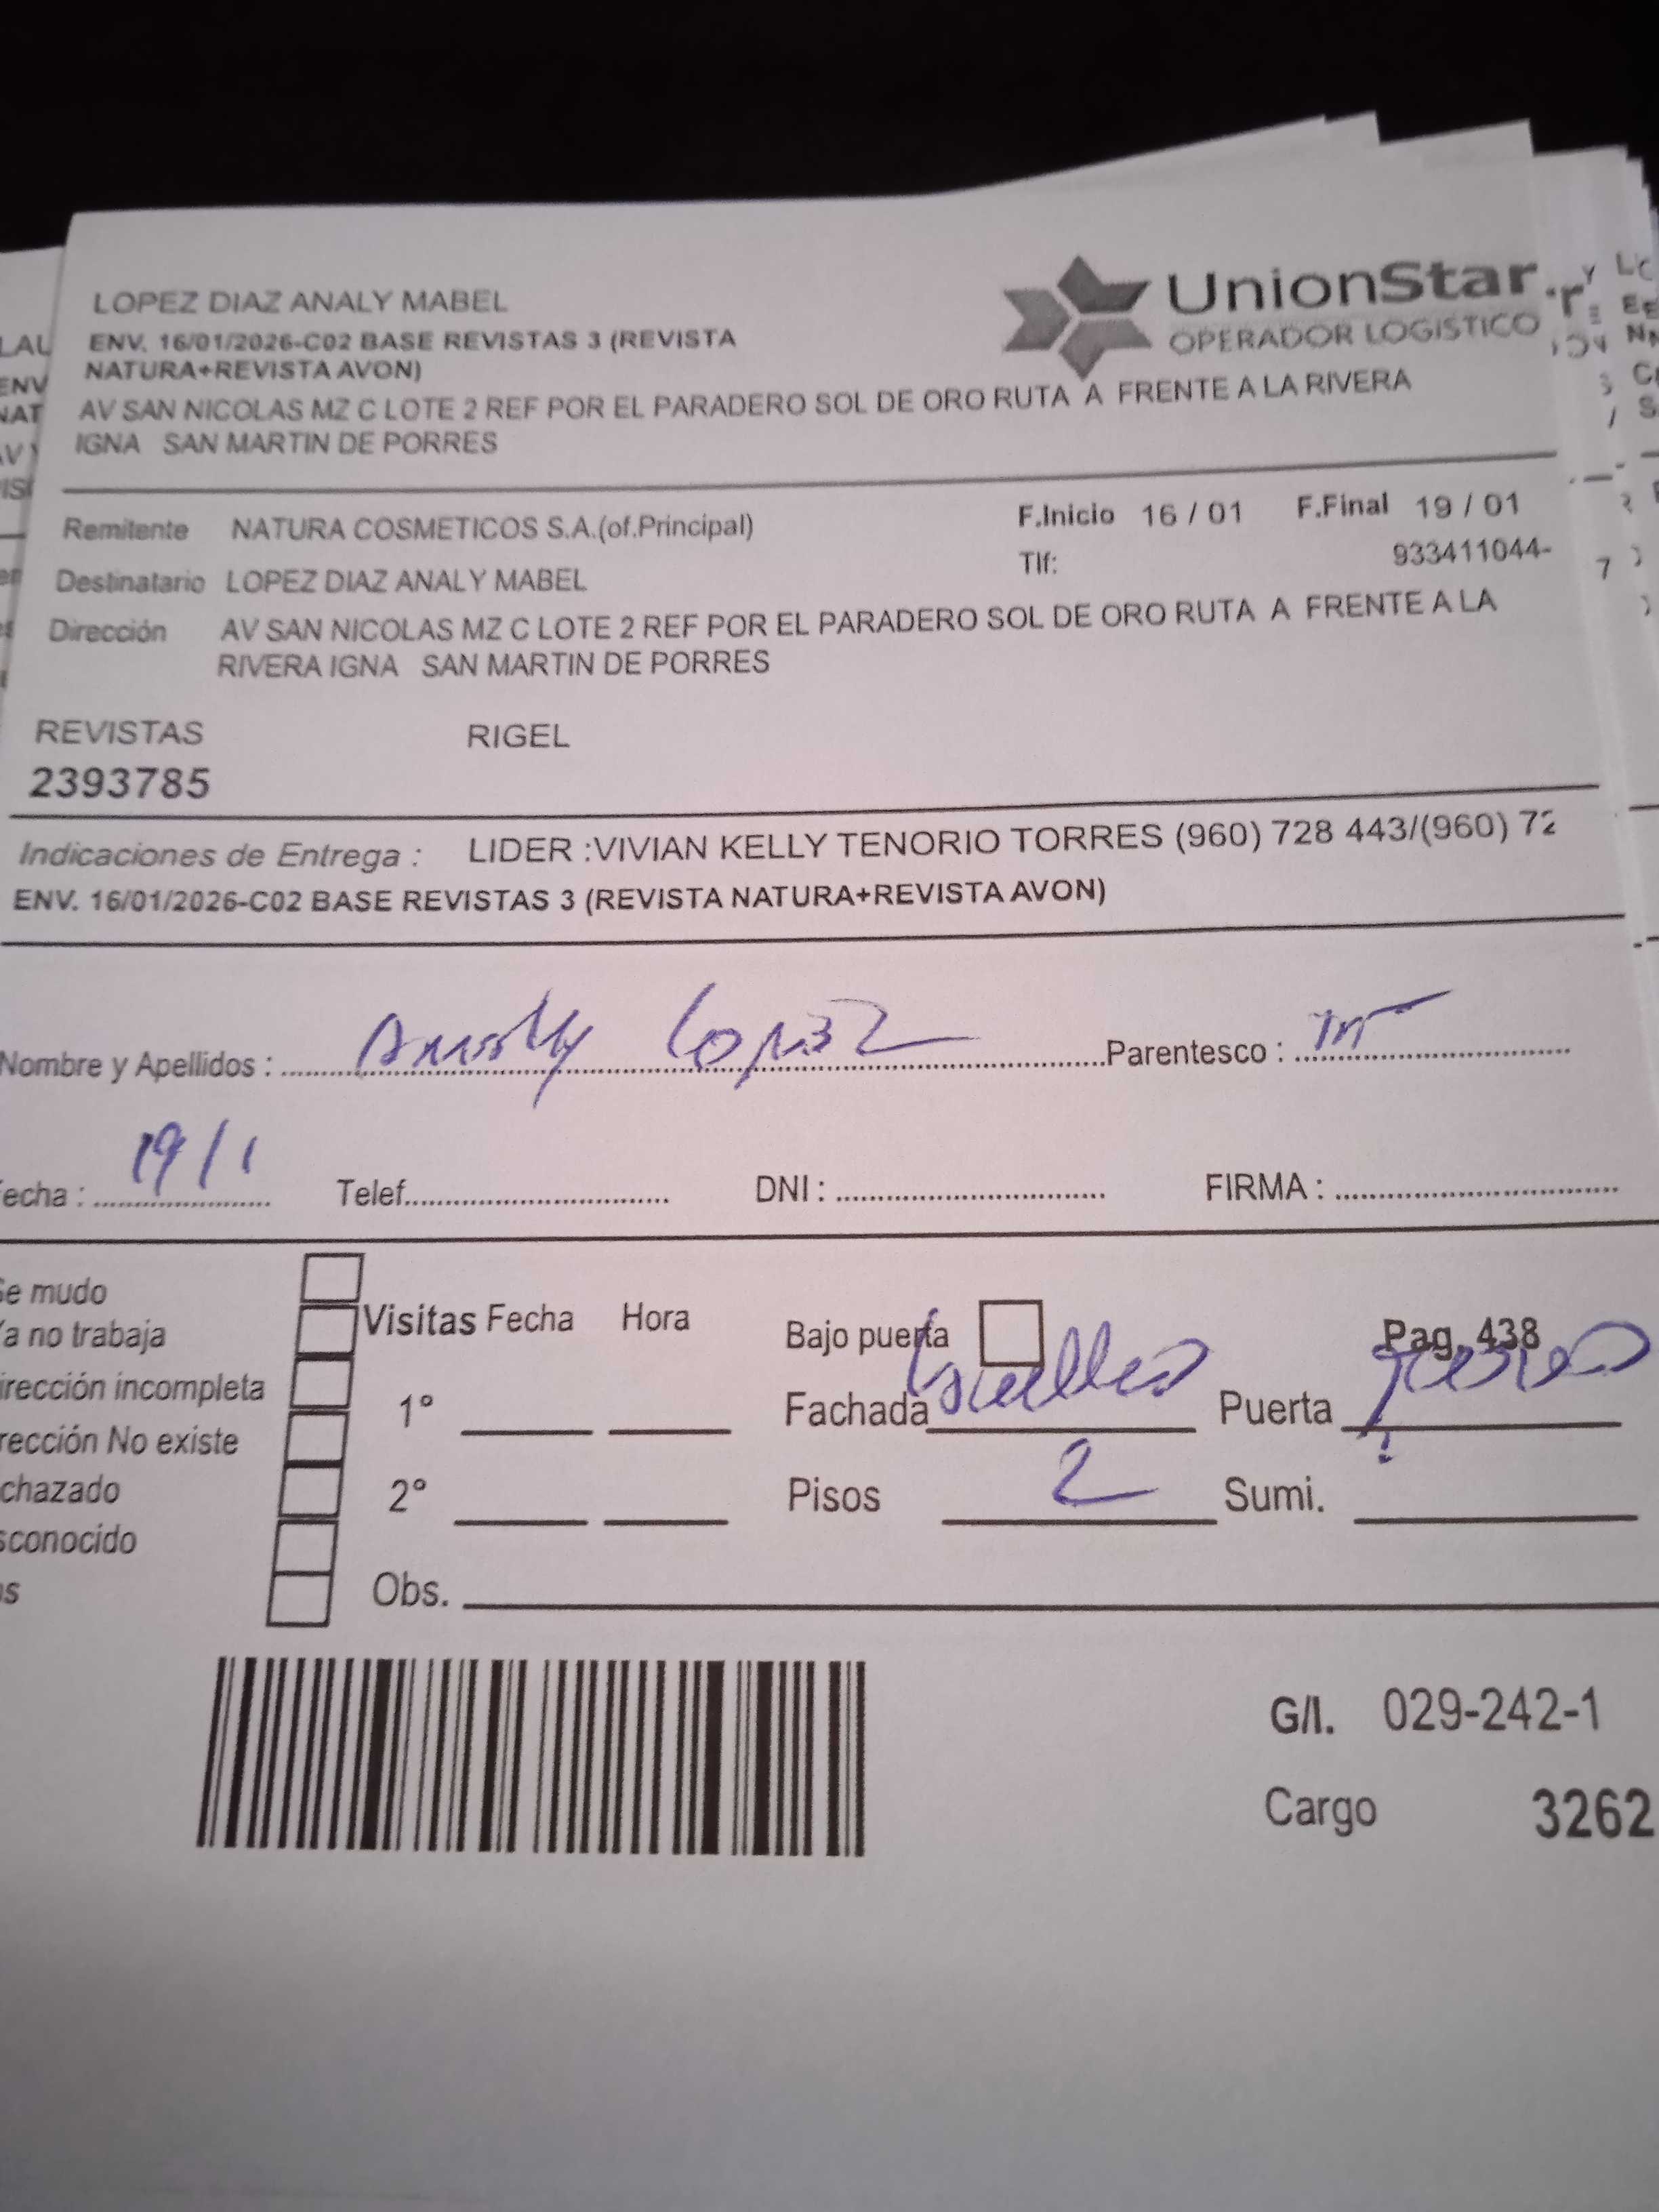 LOPEZ DIAZ ANALY MABEL
ENV. 16/01/2026-C02 BASE REVISTAS 3 (REVISTA
NATURA+REVISTA AVON)
AV SAN NICOLAS MZ C LOTE 2 REF POR EL PARADERO SOL DE ORO RUTA A FRENTE A LA RIVERA
IGNA SAN MARTIN DE PORRES
UnionStar
OPERADOR LOGISTICO
Remitente NATURA COSMETICOS S.A.(of.Principal) F.Inicio 16 / 01 F.Final 19 / 01
Tlf: 933411044-
Destinatario LOPEZ DIAZ ANALY MABEL
Dirección AV SAN NICOLAS MZ C LOTE 2 REF POR EL PARADERO SOL DE ORO RUTA A FRENTE A LA
RIVERA IGNA SAN MARTIN DE PORRES
REVISTAS RIGEL
2393785
Indicaciones de Entrega : LIDER :VIVIAN KELLY TENORIO TORRES (960) 728 443/(960) 72
ENV. 16/01/2026-C02 BASE REVISTAS 3 (REVISTA NATURA+REVISTA AVON)
Nombre y Apellidos : Lopez Parentesco :
echa : 19/1 Telef. DNI : FIRMA :
Se mudo
Ya no trabaja
irección incompleta
rección No existe
chazado
sconocido
os
Visitas Fecha Hora
1°
2°
Obs.
Bajo puerta Pag. 438
Fachada Puerta
Pisos 2 Sumi.
G/I. 029-242-1
Cargo 3262